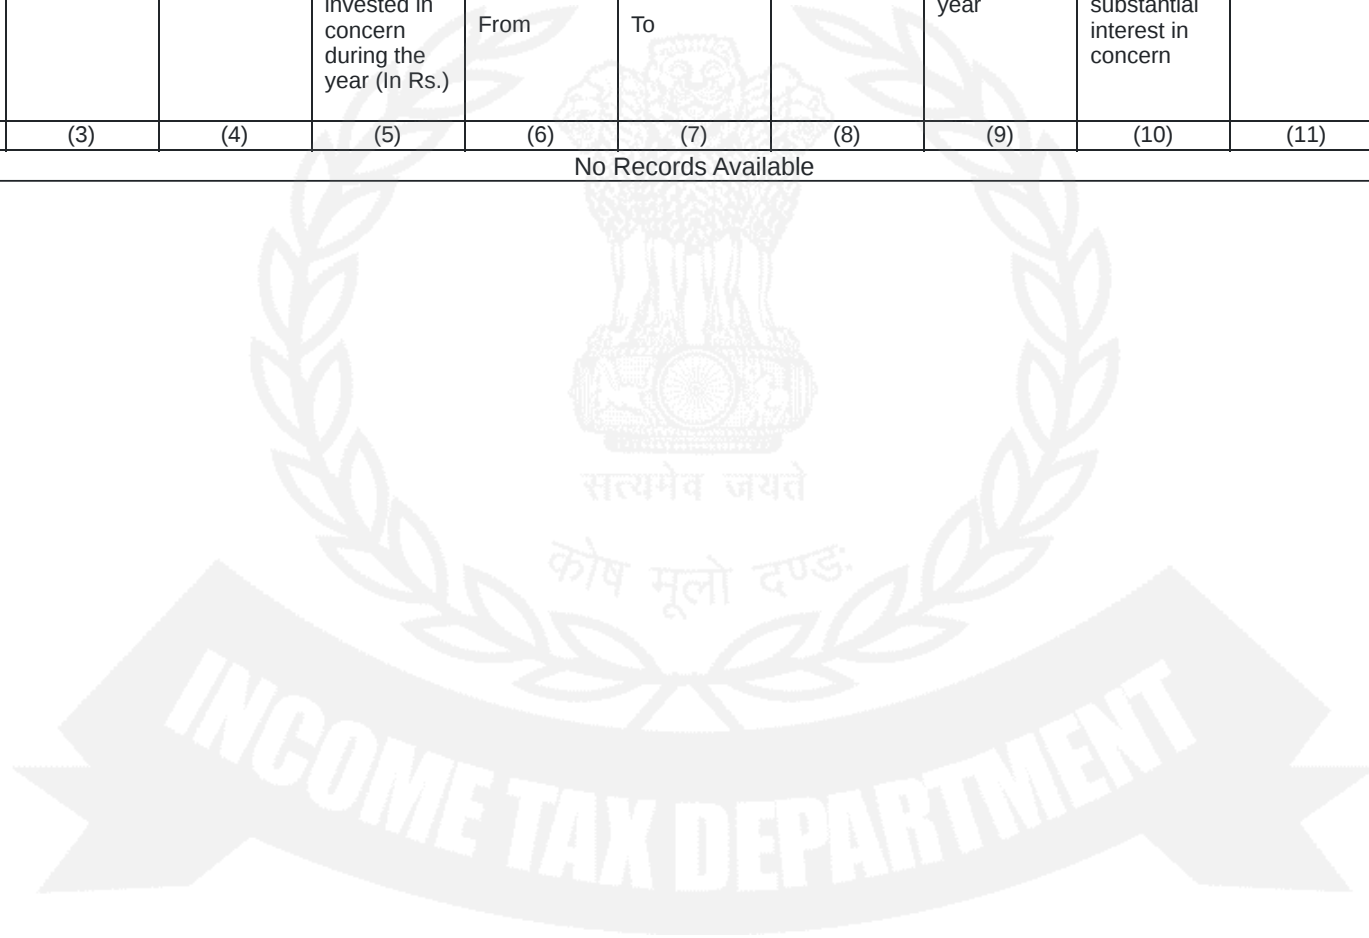 invested in
concern
during the
year (In Rs.)
From
To
year
substantial
interest in
concern
(3) (4) (5) (6) (7) (8) (9) (10) (11)
No Records Available
सत्यमेव जयते
कोष मूलो दण्डः
INCOME TAX DEPARTMENT